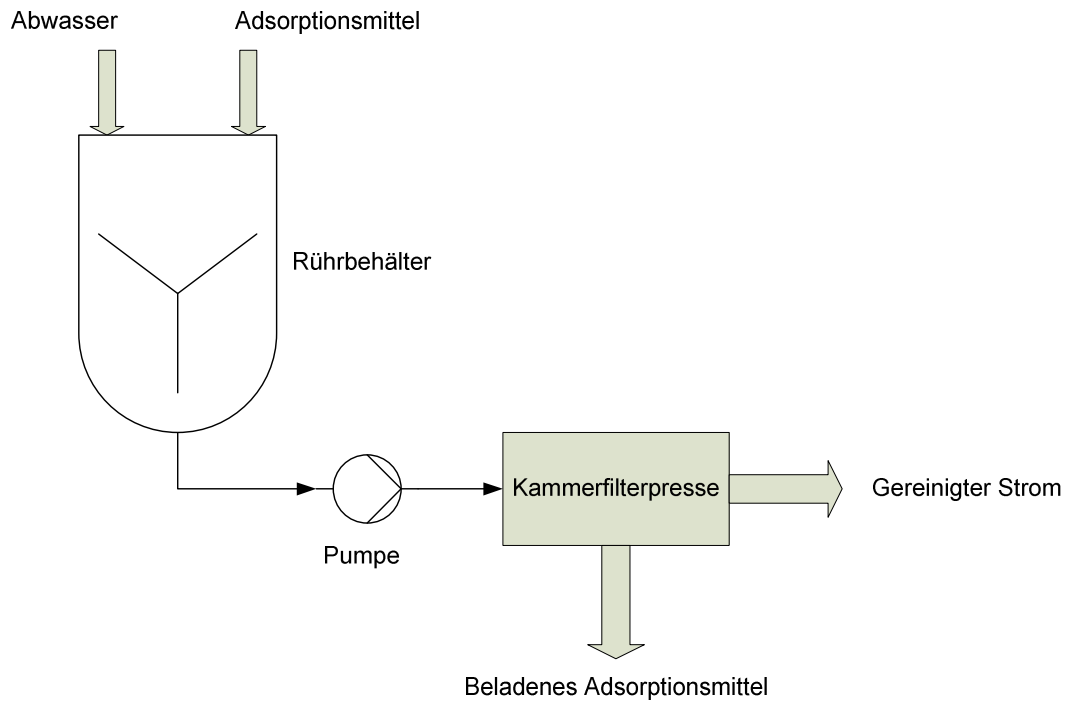 Abwasser
Adsorptionsmittel
Rührbehälter
Kammerfilterpresse
Gereinigter Strom
Pumpe
Beladenes Adsorptionsmittel